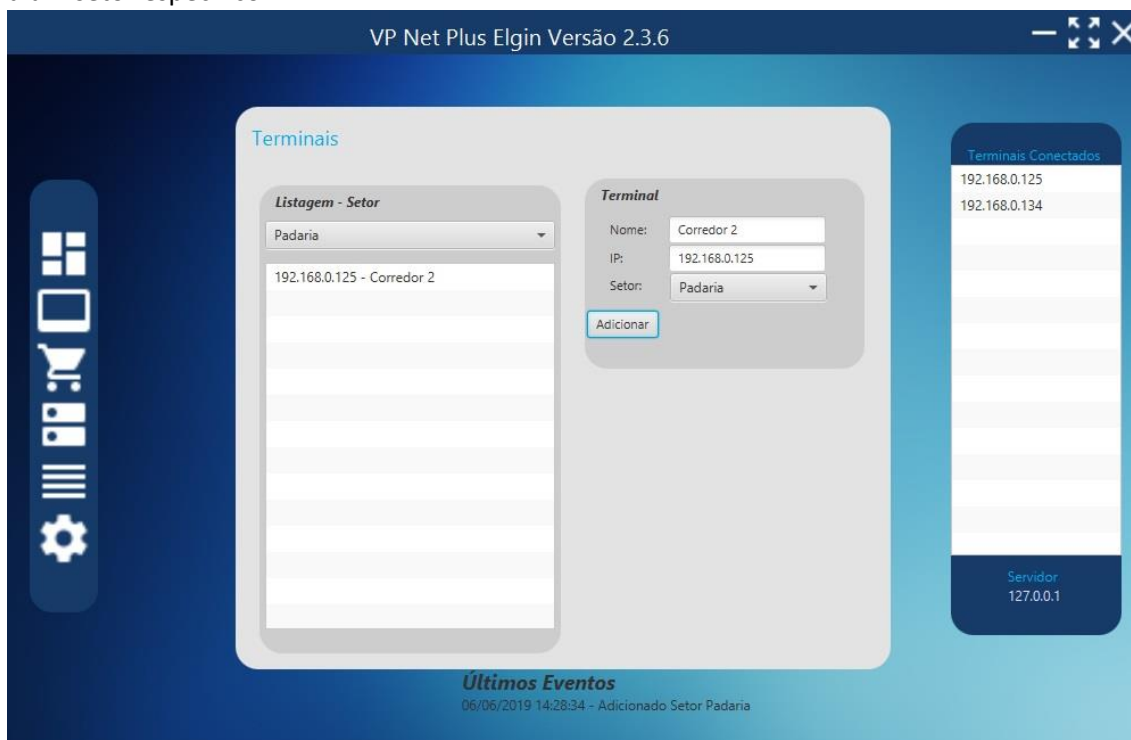 VP Net Plus Elgin Versão 2.3.6
Terminais
Listagem - Setor
Padaria
192.168.0.125 - Corredor 2
Terminal
Nome: Corredor 2
IP: 192.168.0.125
Setor: Padaria
Adicionar
Terminais Conectados
192.168.0.125
192.168.0.134
Servidor
127.0.0.1
Últimos Eventos
06/06/2019 14:28:34 - Adicionado Setor Padaria